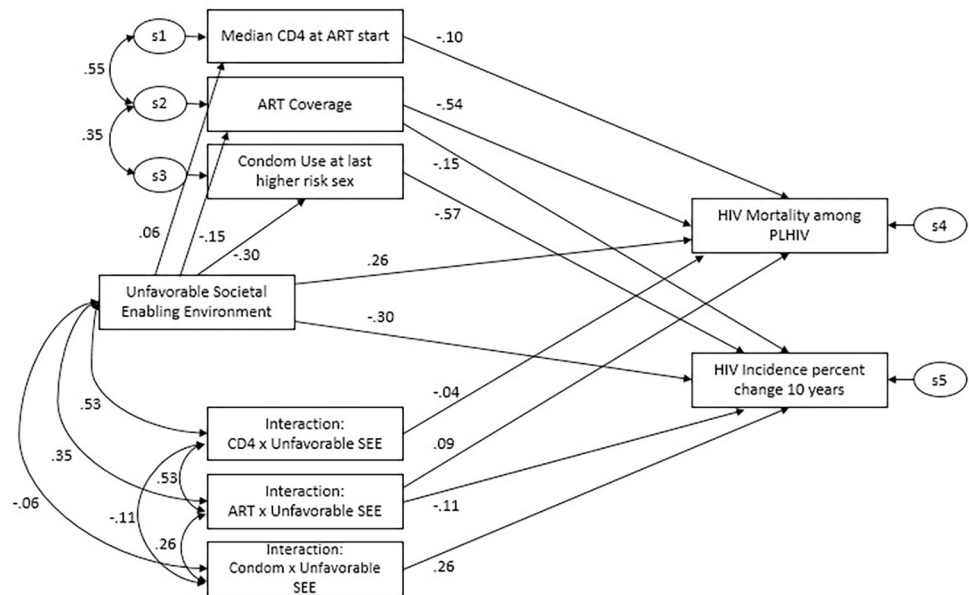 s1
Median CD4 at ART start
-.10
.55
s2
ART Coverage
-.54
.35
-.15
s3
Condom Use at last
higher risk sex
-.57
HIV Mortality among
PLHIV
s4
.06
-.15
-.30
.26
Unfavorable Societal
Enabling Environment
-.30
HIV Incidence percent
change 10 years
s5
.53
-.04
Interaction:
CD4 x Unfavorable SEE
.35
.09
.53
Interaction:
ART x Unfavorable SEE
-.06
-.11
-.11
.26
Interaction:
Condom x Unfavorable
SEE
.26